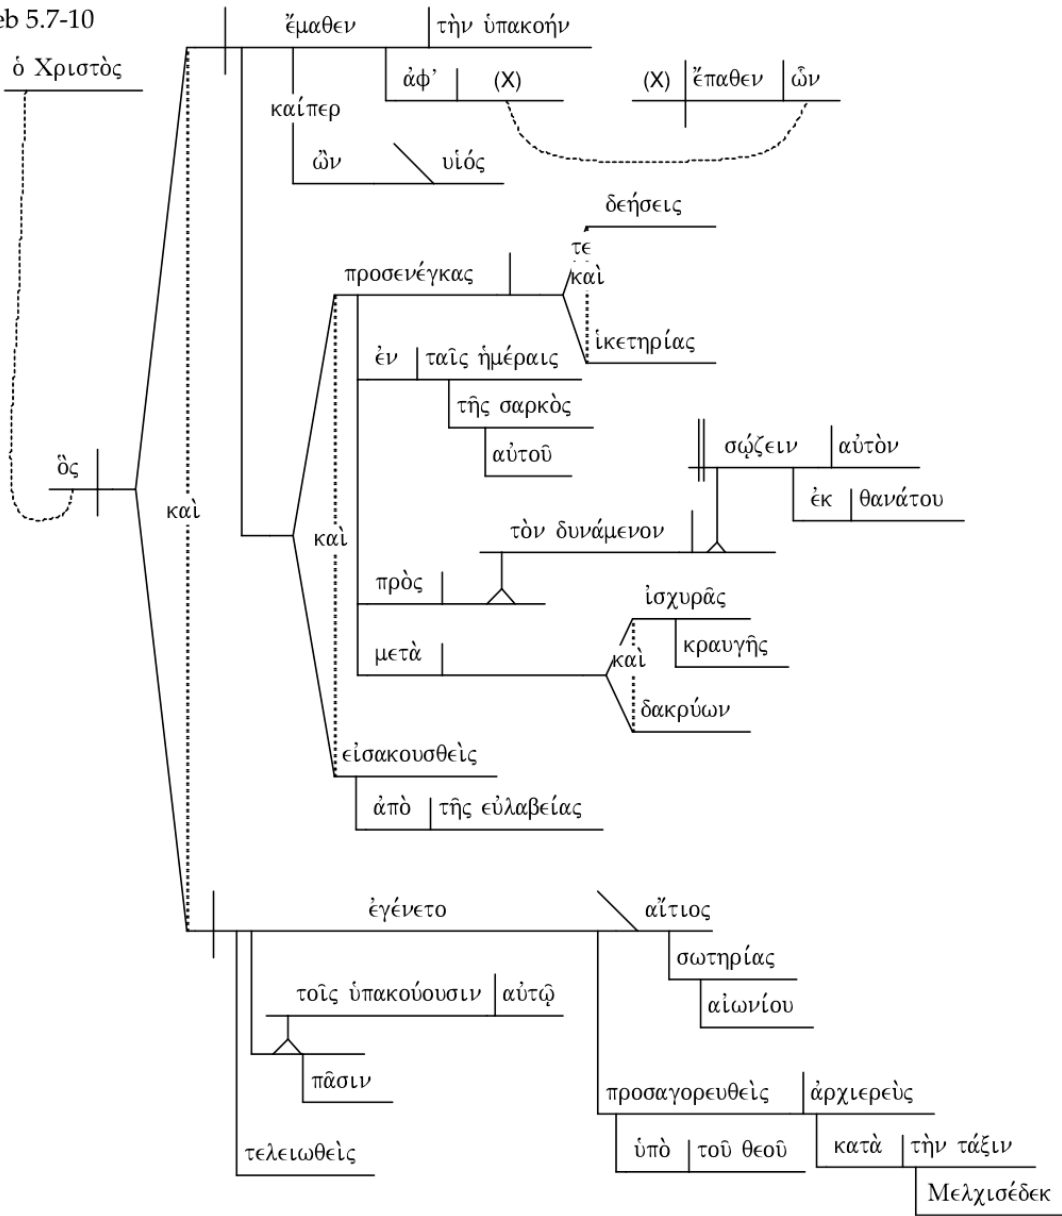 eb 5.7-10
ἔμαθεν τὴν ὑπακοήν
ὁ Χριστὸς
ἀφ’ (X) (X) ἔπαθεν ὧν
καίπερ
ὢν υἱός
δεήσεις
τε
προσενέγκας καὶ
ἱκετηρίας
ἐν ταῖς ἡμέραις
τῆς σαρκὸς
αὐτοῦ
σῴζειν αὐτὸν
ὃς
ἐκ θανάτου
καὶ
καὶ τὸν δυνάμενον
πρὸς
ἰσχυρᾶς
κραυγῆς
μετὰ καὶ
δακρύων
εἰσακουσθεὶς
ἀπὸ τῆς εὐλαβείας
ἐγένετο αἴτιος
σωτηρίας
τοῖς ὑπακούουσιν αὐτῷ
αἰωνίου
πᾶσιν
προσαγορευθεὶς ἀρχιερεὺς
τελειωθεὶς
ὑπὸ τοῦ θεοῦ κατὰ τὴν τάξιν
Μελχισέδεκ